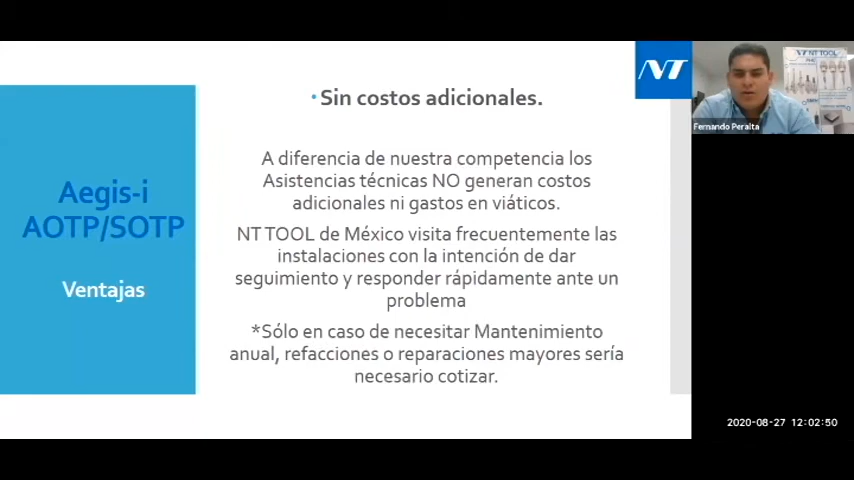 NT
NT TOOL
Fernando Peralta
Aegis-i
AOTP/SOTP
Ventajas
Sin costos adicionales.
A diferencia de nuestra competencia los
Asistencias técnicas NO generan costos
adicionales ni gastos en viáticos.
NT TOOL de México visita frecuentemente las
instalaciones con la intención de dar
seguimiento y responder rápidamente ante un
problema
*Sólo en caso de necesitar Mantenimiento
anual, refacciones o reparaciones mayores sería
necesario cotizar.
2020-08-27 12:02:50